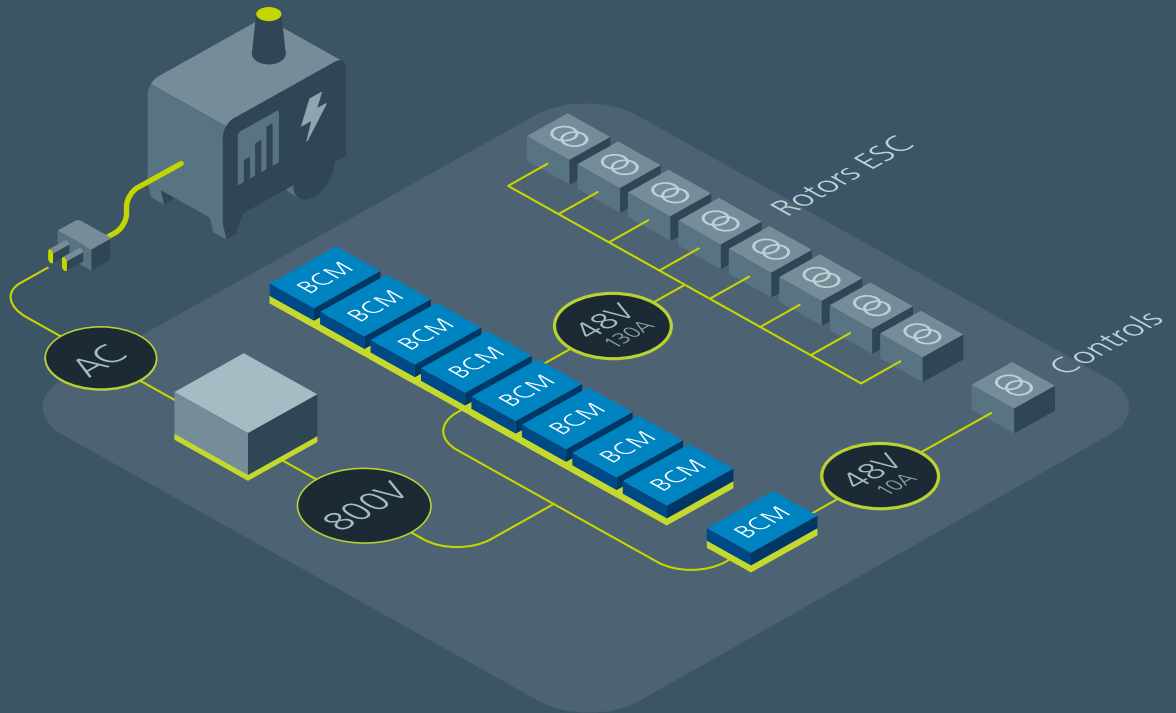 Rotors ESC
Controls
BCM
BCM
BCM
BCM
BCM
BCM
BCM
BCM
48V
130A
AC
800V
BCM
48V
10A